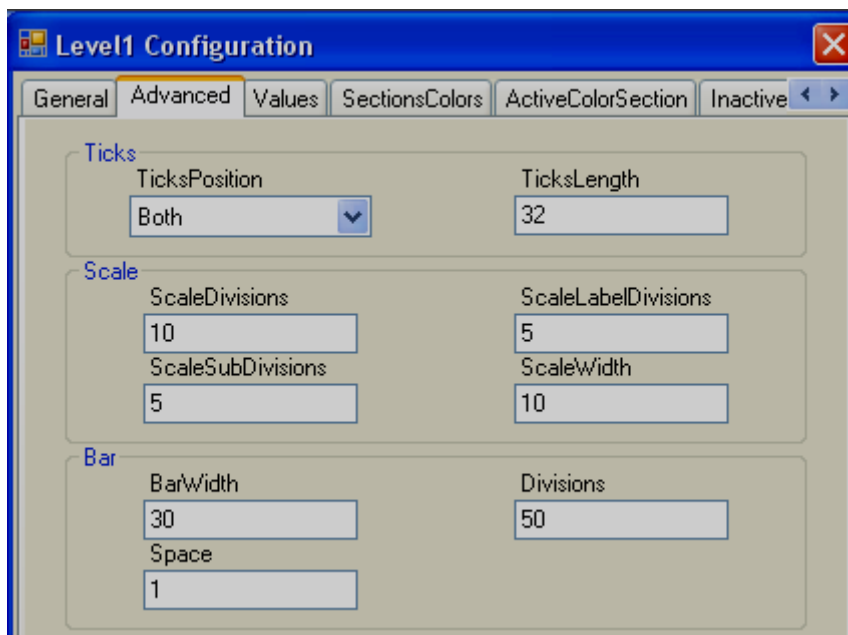 Level1 Configuration
General Advanced Values SectionsColors ActiveColorSection Inactive
Ticks
TicksPosition TicksLength
Both 32
Scale
ScaleDivisions ScaleLabelDivisions
10 5
ScaleSubDivisions ScaleWidth
5 10
Bar
BarWidth Divisions
30 50
Space
1